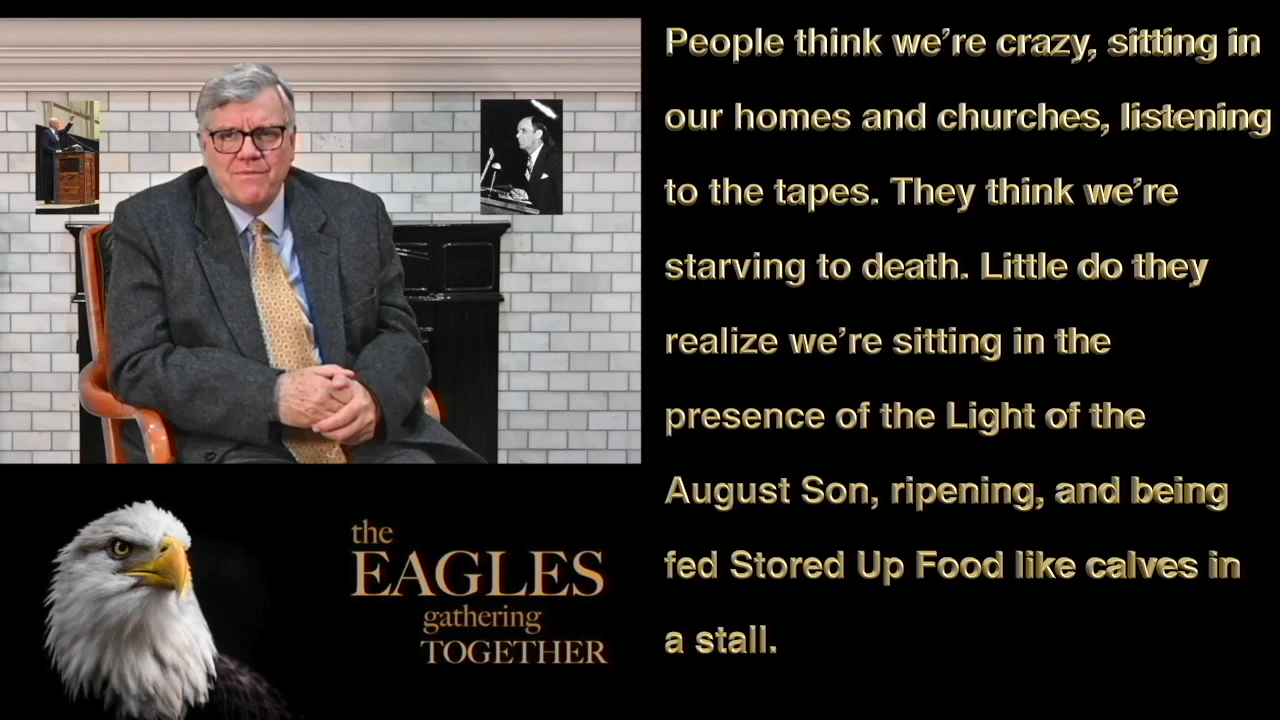 People think we’re crazy, sitting in
our homes and churches, listening
to the tapes. They think we’re
starving to death. Little do they
realize we’re sitting in the
presence of the Light of the
August Son, ripening, and being
fed Stored Up Food like calves in
a stall.
the
EAGLES
gathering
TOGETHER